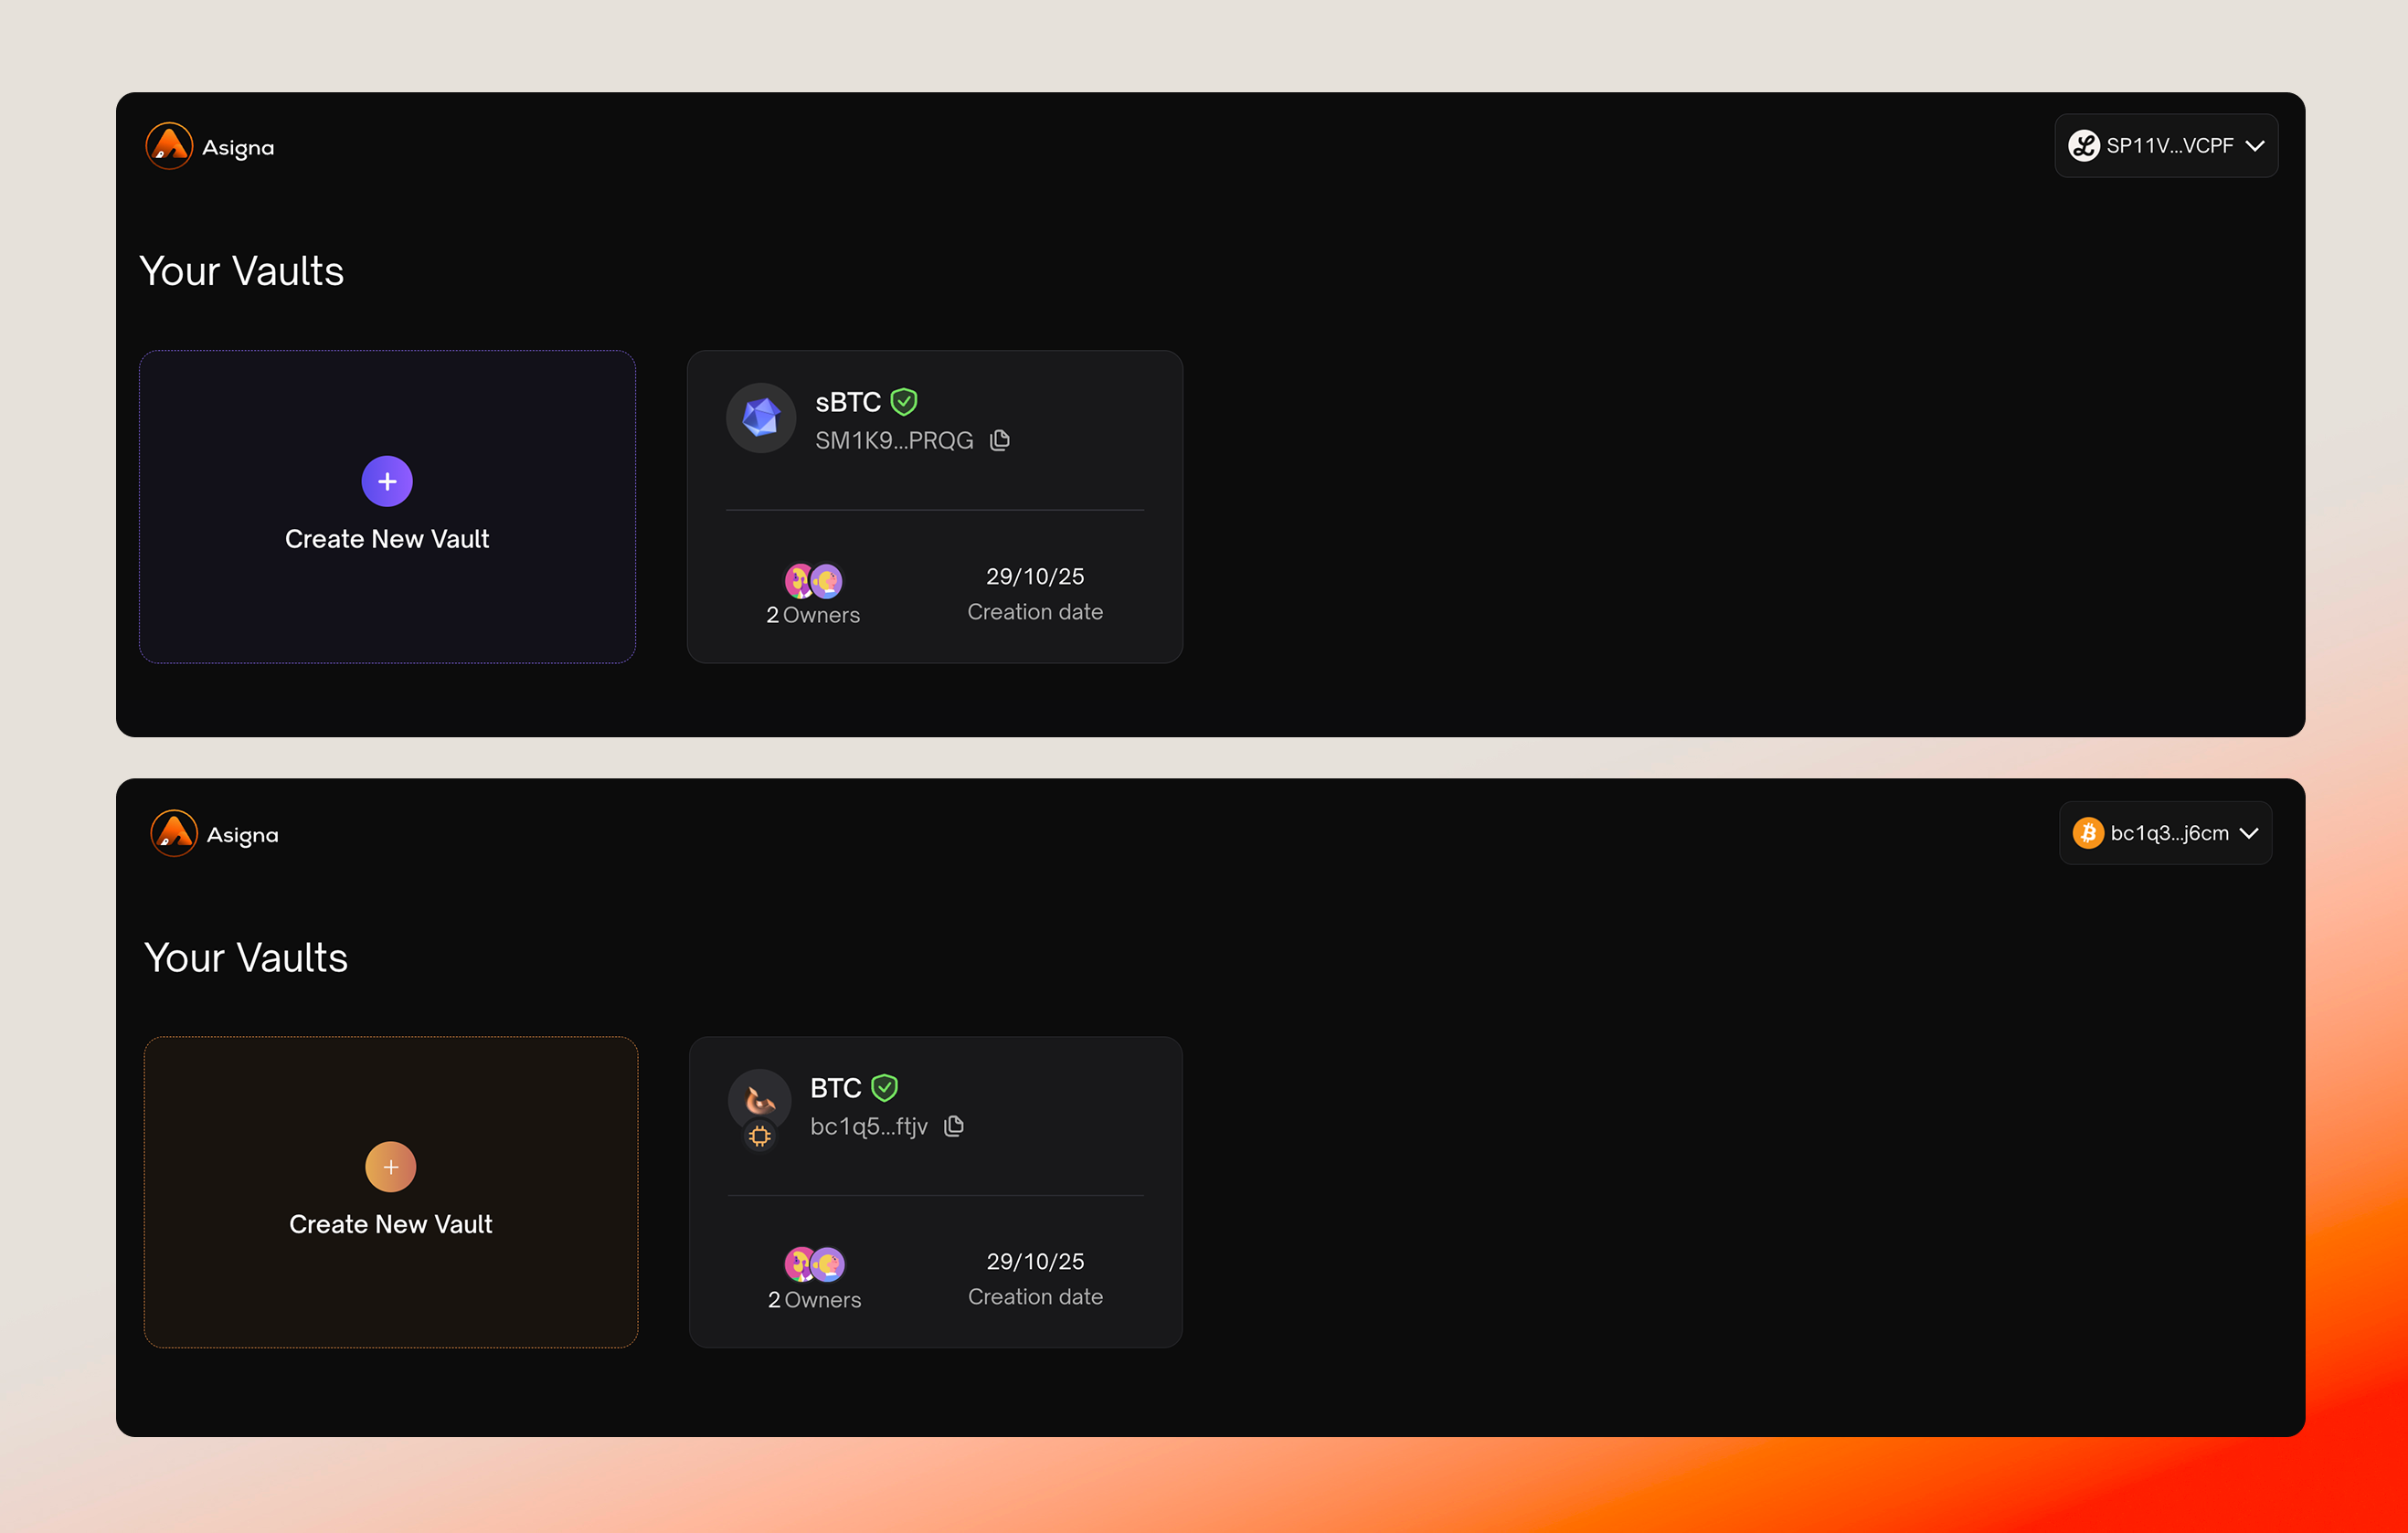 Asigna
SP11V...VCPF
Your Vaults
Create New Vault
sBTC
SM1K9...PRQG
2 Owners
29/10/25
Creation date
Asigna
bc1q3...j6cm
Your Vaults
Create New Vault
BTC
bc1q5...ftjv
2 Owners
29/10/25
Creation date